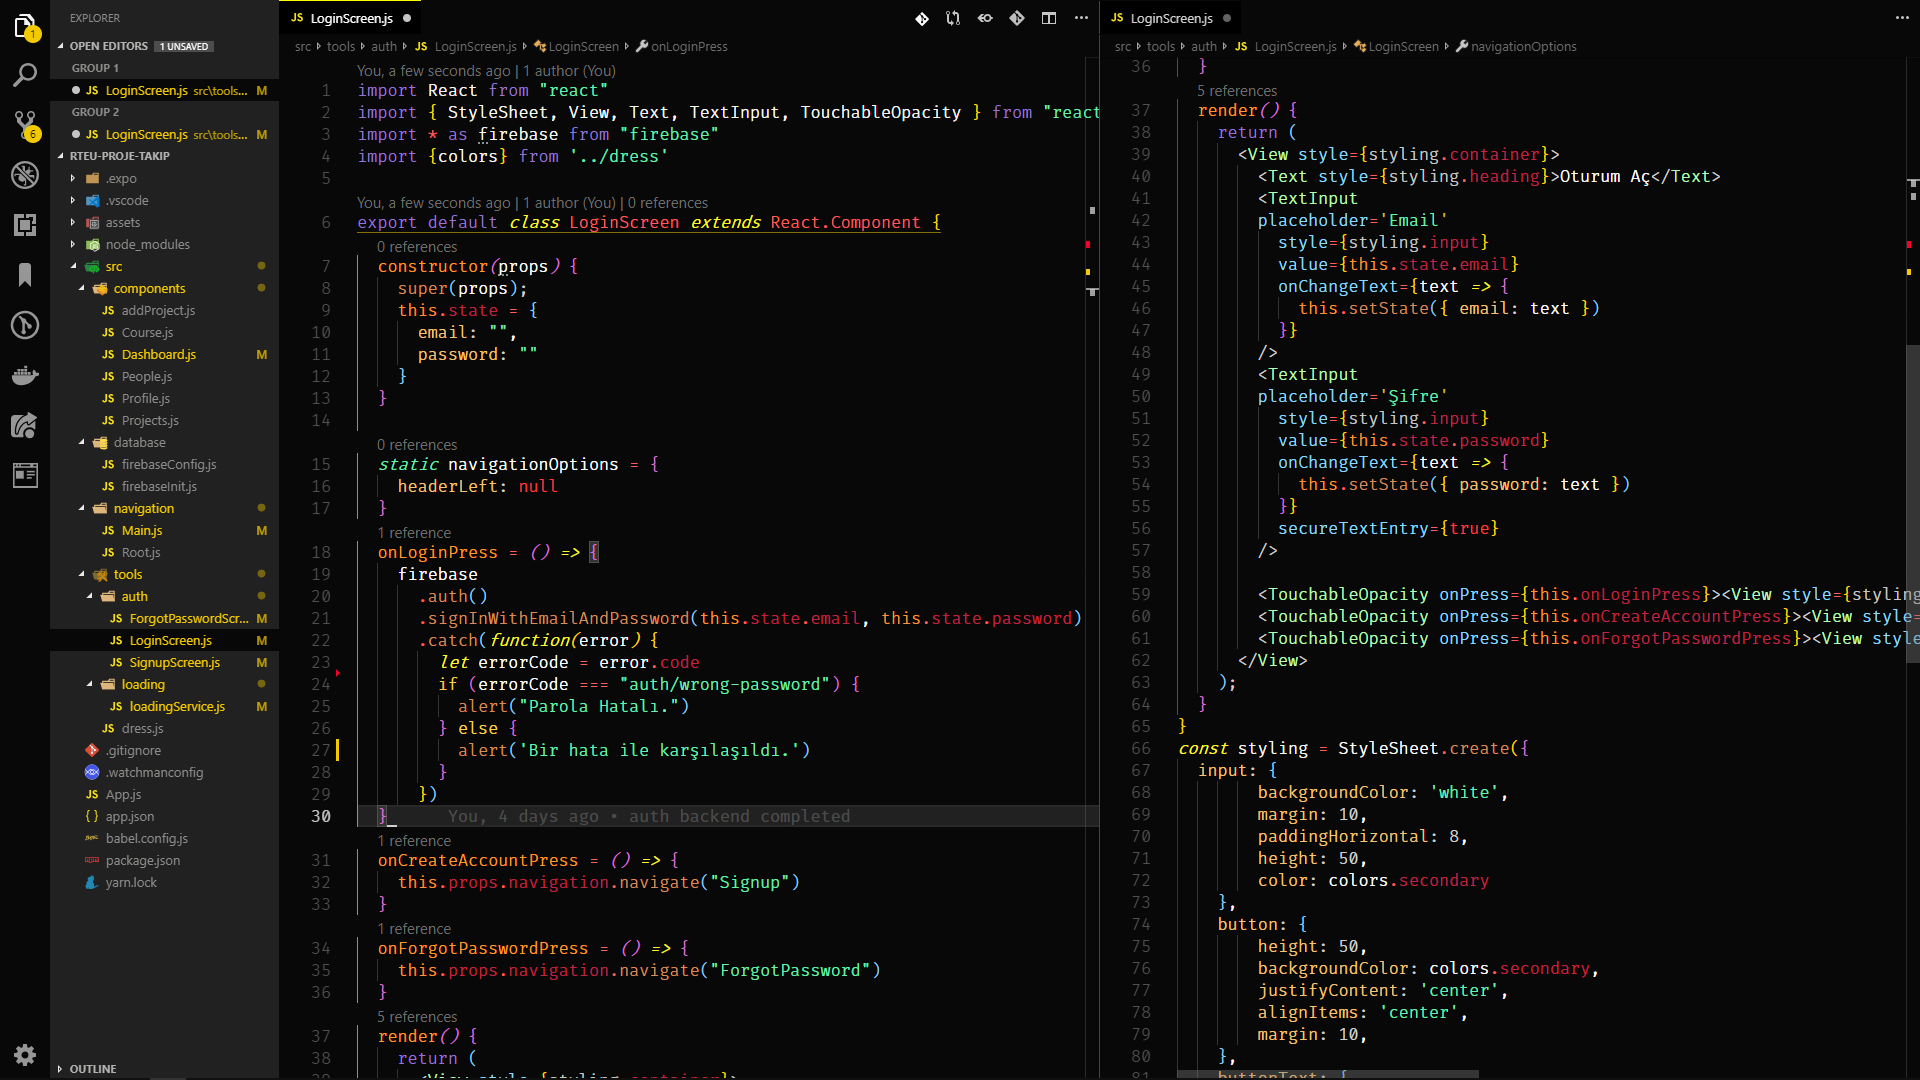 EXPLORER
OPEN EDITORS 1 UNSAVED
GROUP 1
JS LoginScreen.js src\tools... M
GROUP 2
JS LoginScreen.js src\tools... M
RTEU-PROJE-TAKIP
.expo
.vscode
assets
node_modules
src
components
JS addProject.js
JS Course.js
JS Dashboard.js M
JS People.js
JS Profile.js
JS Projects.js
database
JS firebaseConfig.js
JS firebaseInit.js
navigation
JS Main.js M
JS Root.js
tools
auth
JS ForgotPasswordScr... M
JS LoginScreen.js M
JS SignupScreen.js M
loading
JS loadingService.js M
JS dress.js
.gitignore
.watchmanconfig
JS App.js
{ } app.json
babel.config.js
package.json
yarn.lock
OUTLINE
1
6
JS LoginScreen.js
src tools auth JS LoginScreen.js LoginScreen onLoginPress
You, a few seconds ago | 1 author (You)
1 import React from "react"
2 import { StyleSheet, View, Text, TextInput, TouchableOpacity } from "react
3 import * as firebase from "firebase"
4 import {colors} from '../dress'
5
You, a few seconds ago | 1 author (You) | 0 references
6 export default class LoginScreen extends React.Component {
0 references
7 constructor(props) {
8 super(props);
9 this.state = {
10 email: "",
11 password: ""
12 }
13 }
14
0 references
15 static navigationOptions = {
16 headerLeft: null
17 }
1 reference
18 onLoginPress = () => {
19 firebase
20 .auth()
21 .signInWithEmailAndPassword(this.state.email, this.state.password)
22 .catch(function(error) {
23 let errorCode = error.code
24 if (errorCode === "auth/wrong-password") {
25 alert("Parola Hatalı.")
26 } else {
27 alert('Bir hata ile karşılaşıldı.')
28 }
29 })
30 } You, 4 days ago • auth backend completed
1 reference
31 onCreateAccountPress = () => {
32 this.props.navigation.navigate("Signup")
33 }
1 reference
34 onForgotPasswordPress = () => {
35 this.props.navigation.navigate("ForgotPassword")
36 }
5 references
37 render() {
38 return (
39 <View style={styling.container}>
JS LoginScreen.js
src tools auth JS LoginScreen.js LoginScreen navigationOptions
36 }
5 references
37 render() {
38 return (
39 <View style={styling.container}>
40 <Text style={styling.heading}>Oturum Aç</Text>
41 <TextInput
42 placeholder='Email'
43 style={styling.input}
44 value={this.state.email}
45 onChangeText={text => {
46 this.setState({ email: text })
47 }}
48 />
49 <TextInput
50 placeholder='Şifre'
51 style={styling.input}
52 value={this.state.password}
53 onChangeText={text => {
54 this.setState({ password: text })
55 }}
56 secureTextEntry={true}
57 />
58
59 <TouchableOpacity onPress={this.onLoginPress}><View style={styling
60 <TouchableOpacity onPress={this.onCreateAccountPress}><View style=
61 <TouchableOpacity onPress={this.onForgotPasswordPress}><View style
62 </View>
63 );
64 }
65 }
66 const styling = StyleSheet.create({
67 input: {
68 backgroundColor: 'white',
69 margin: 10,
70 paddingHorizontal: 8,
71 height: 50,
72 color: colors.secondary
73 },
74 button: {
75 height: 50,
76 backgroundColor: colors.secondary,
77 justifyContent: 'center',
78 alignItems: 'center',
79 margin: 10,
80 },
81 buttonText: {